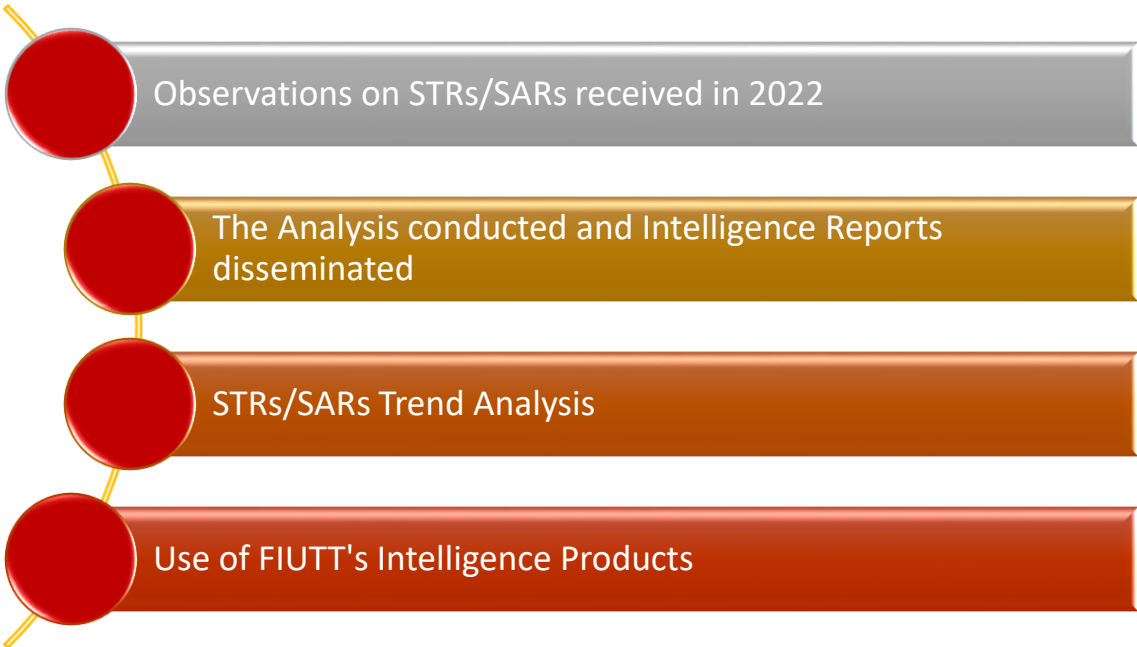 Observations on STRs/SARs received in 2022
The Analysis conducted and Intelligence Reports
disseminated
STRs/SARs Trend Analysis
Use of FIUTT's Intelligence Products